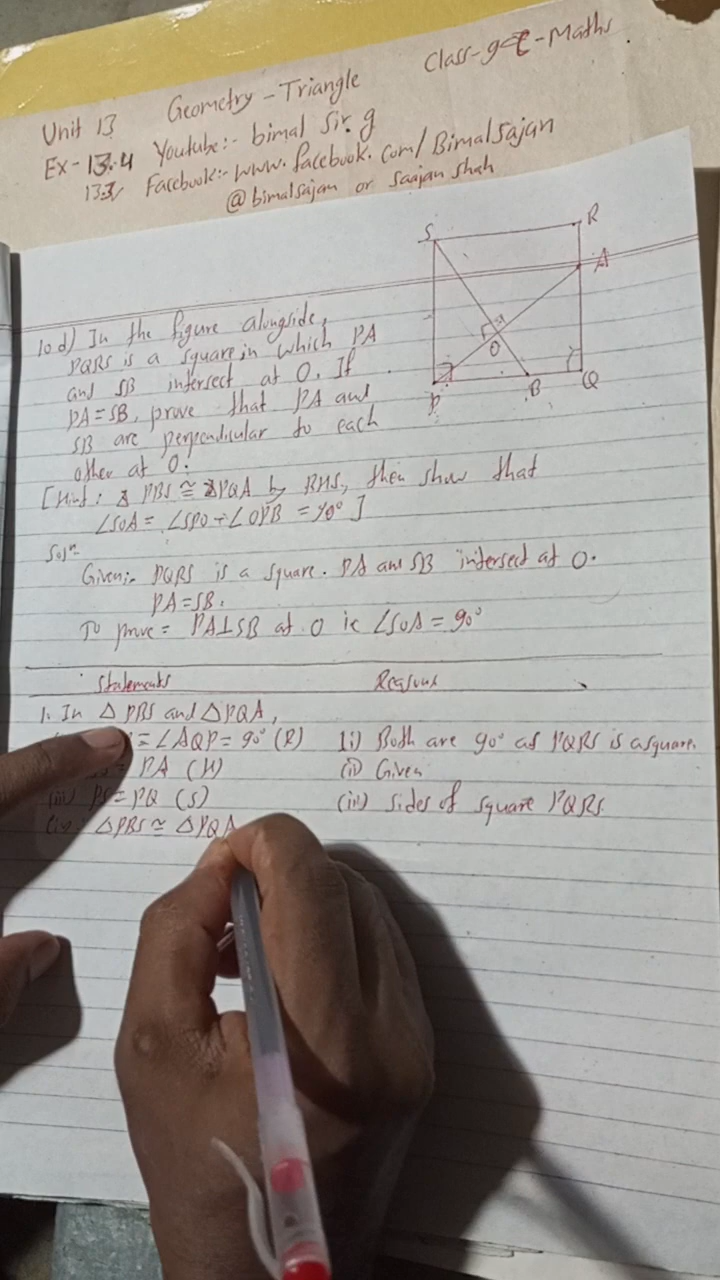 Unit 13 Geometry - Triangle Class-9 - Maths
Ex- 13.4 Youtube:- bimal Sir. g
13.3 Facebook:- www.facebook.com/Bimalsajan
@bimalsajan or Saajan Shah
S R
A
O
P B Q
10 d) In the figure alongside,
PQRS is a square in which PA
and SB intersect at O. If
PA=SB, prove that PA and
SB are perpendicular to each
other at O.
[Hint: Δ PBS ≅ ΔPQA by RHS, then show that
∠SOA = ∠SPO + ∠OPB = 90° ]
Solⁿ
Given:- PQRS is a square. PA and SB intersect at O.
PA=SB.
To prove = PA⊥SB at O ie ∠SOA = 90°
Statements Reasons
1. In Δ PBS and ΔPQA,
=∠AQP= 90° (R) 1i) Both are 90° as PQRS is a square.
= PA (H) (ii) Given
(iii) PS=PQ (S) (iii) Sides of square PQRS.
(iv) ΔPBS ≅ ΔPQA